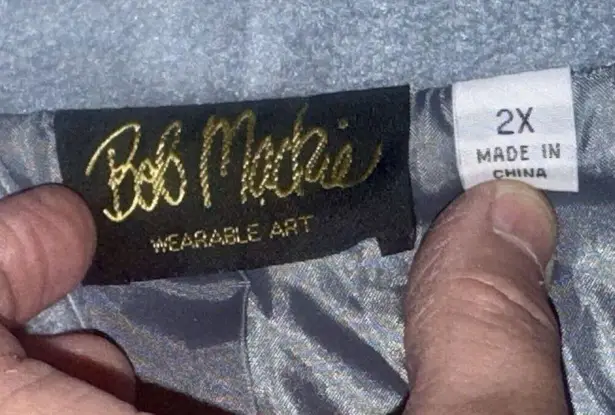 Bob Mackie
WEARABLE ART
2X
MADE IN
CHINA